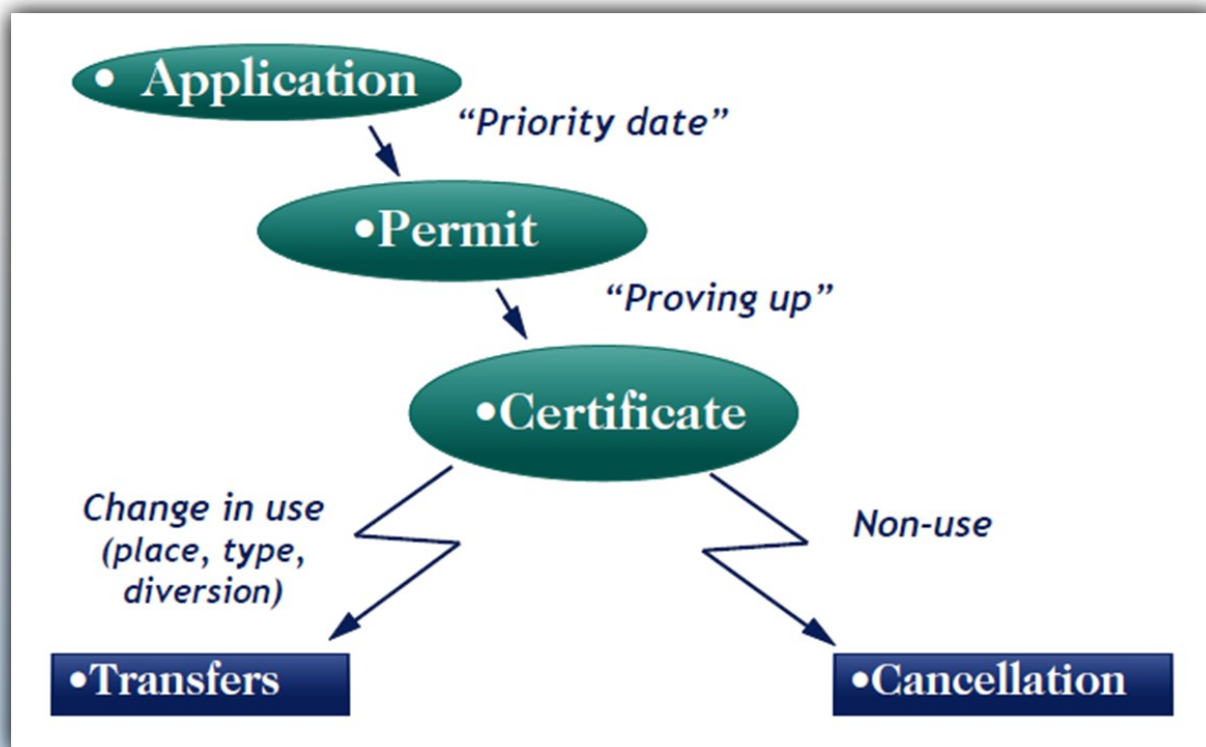 • Application
“Priority date”
•Permit
“Proving up”
•Certificate
Change in use
(place, type,
diversion)
Non-use
•Transfers
•Cancellation